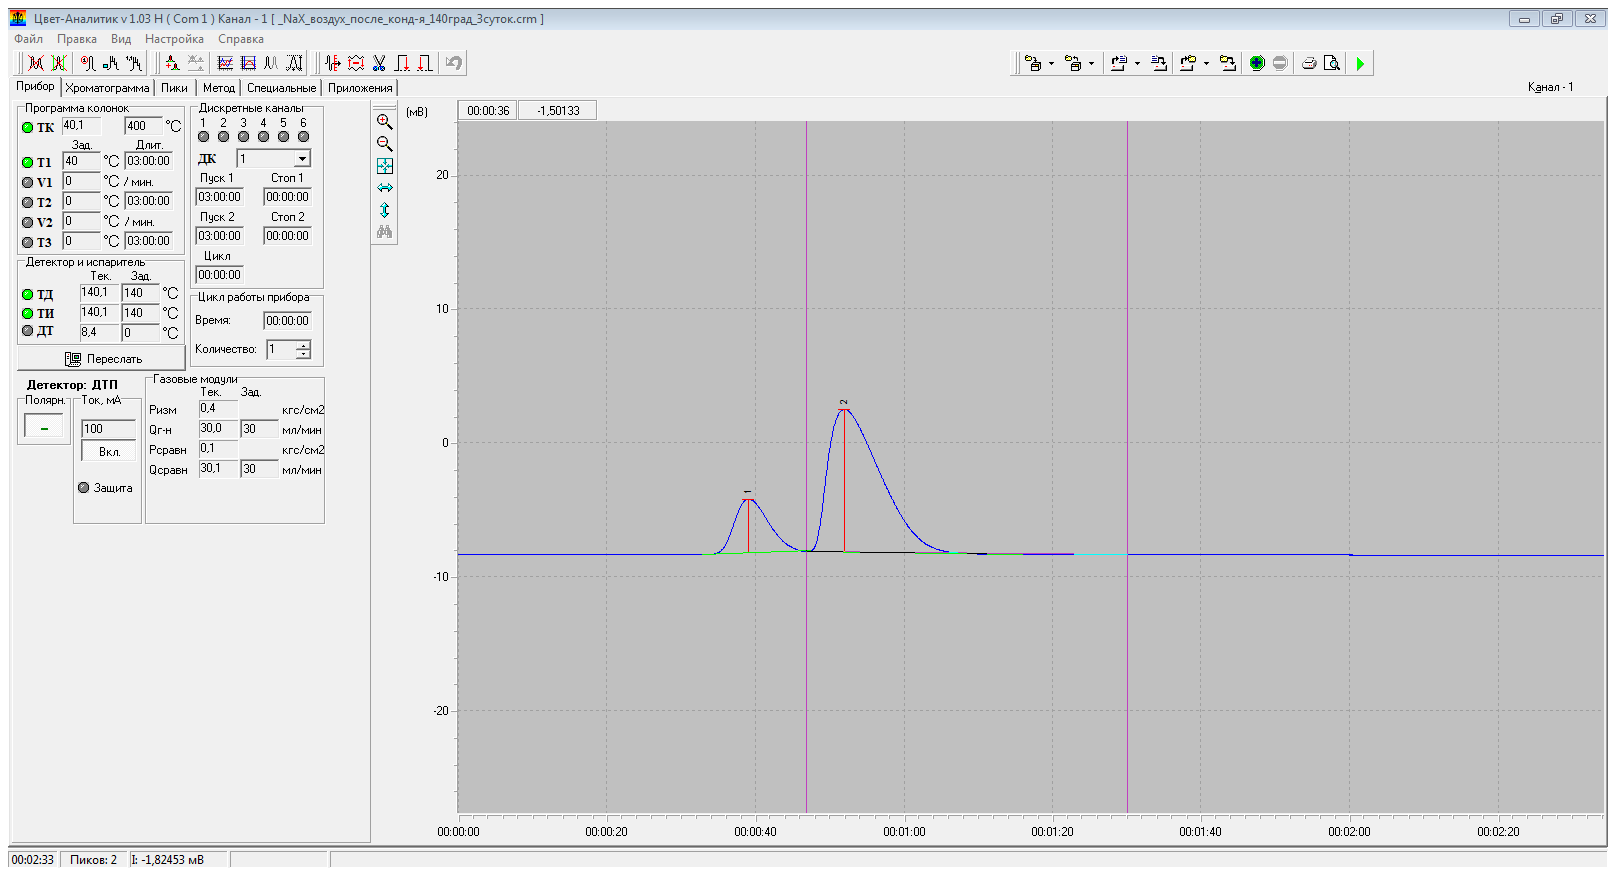 Цвет-Аналитик v 1.03 H ( Com 1 ) Канал - 1 [ _NaX_воздух_после_конд-я_140град_3суток.crm ]
Файл Правка Вид Настройка Справка
Прибор Хроматограмма Пики Метод Специальные Приложения
Канал - 1
Программа колонок
ТК 40,1 400 °C
Зад. Длит.
T1 40 °C 03:00:00
V1 0 °C / мин.
T2 0 °C 03:00:00
V2 0 °C / мин.
T3 0 °C 03:00:00
Детектор и испаритель
Тек. Зад.
ТД 140,1 140 °C
ТИ 140,1 140 °C
ДТ 8,4 0 °C
Переслать
Детектор: ДТП
Полярн.
–
Ток, мА
100
Вкл.
Защита
Дискретные каналы
1 2 3 4 5 6
ДК 1
Пуск 1 Стоп 1
03:00:00 00:00:00
Пуск 2 Стоп 2
03:00:00 00:00:00
Цикл
00:00:00
Цикл работы прибора
Время: 00:00:00
Количество: 1
Газовые модули
Тек. Зад.
Ризм 0,4 кгс/см2
Qг-н 30,0 30 мл/мин
Рсравн 0,1 кгс/см2
Qсравн 30,1 30 мл/мин
(мВ) 00:00:36 -1,50133
20
10
0
-10
-20
1
2
00:00:00 00:00:20 00:00:40 00:01:00 00:01:20 00:01:40 00:02:00 00:02:20
00:02:33 Пиков: 2 I: -1,82453 мВ